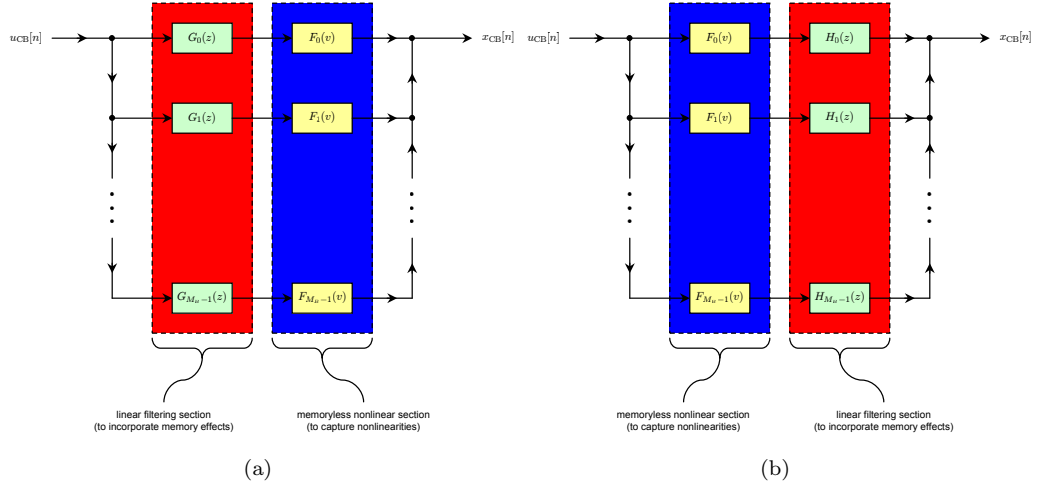 u_CB[n]
G_0(z)
F_0(v)
x_CB[n]
G_1(z)
F_1(v)
G_{M_u−1}(z)
F_{M_u−1}(v)
linear filtering section
(to incorporate memory effects)
memoryless nonlinear section
(to capture nonlinearities)
(a)
u_CB[n]
F_0(v)
H_0(z)
x_CB[n]
F_1(v)
H_1(z)
F_{M_u−1}(v)
H_{M_u−1}(z)
memoryless nonlinear section
(to capture nonlinearities)
linear filtering section
(to incorporate memory effects)
(b)